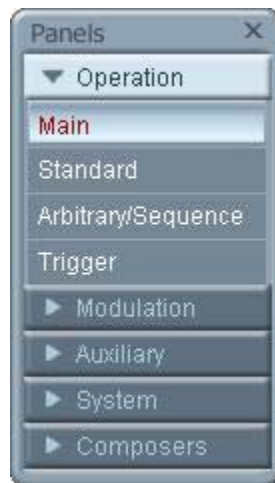 Panels
Operation
Main
Standard
Arbitrary/Sequence
Trigger
Modulation
Auxiliary
System
Composers